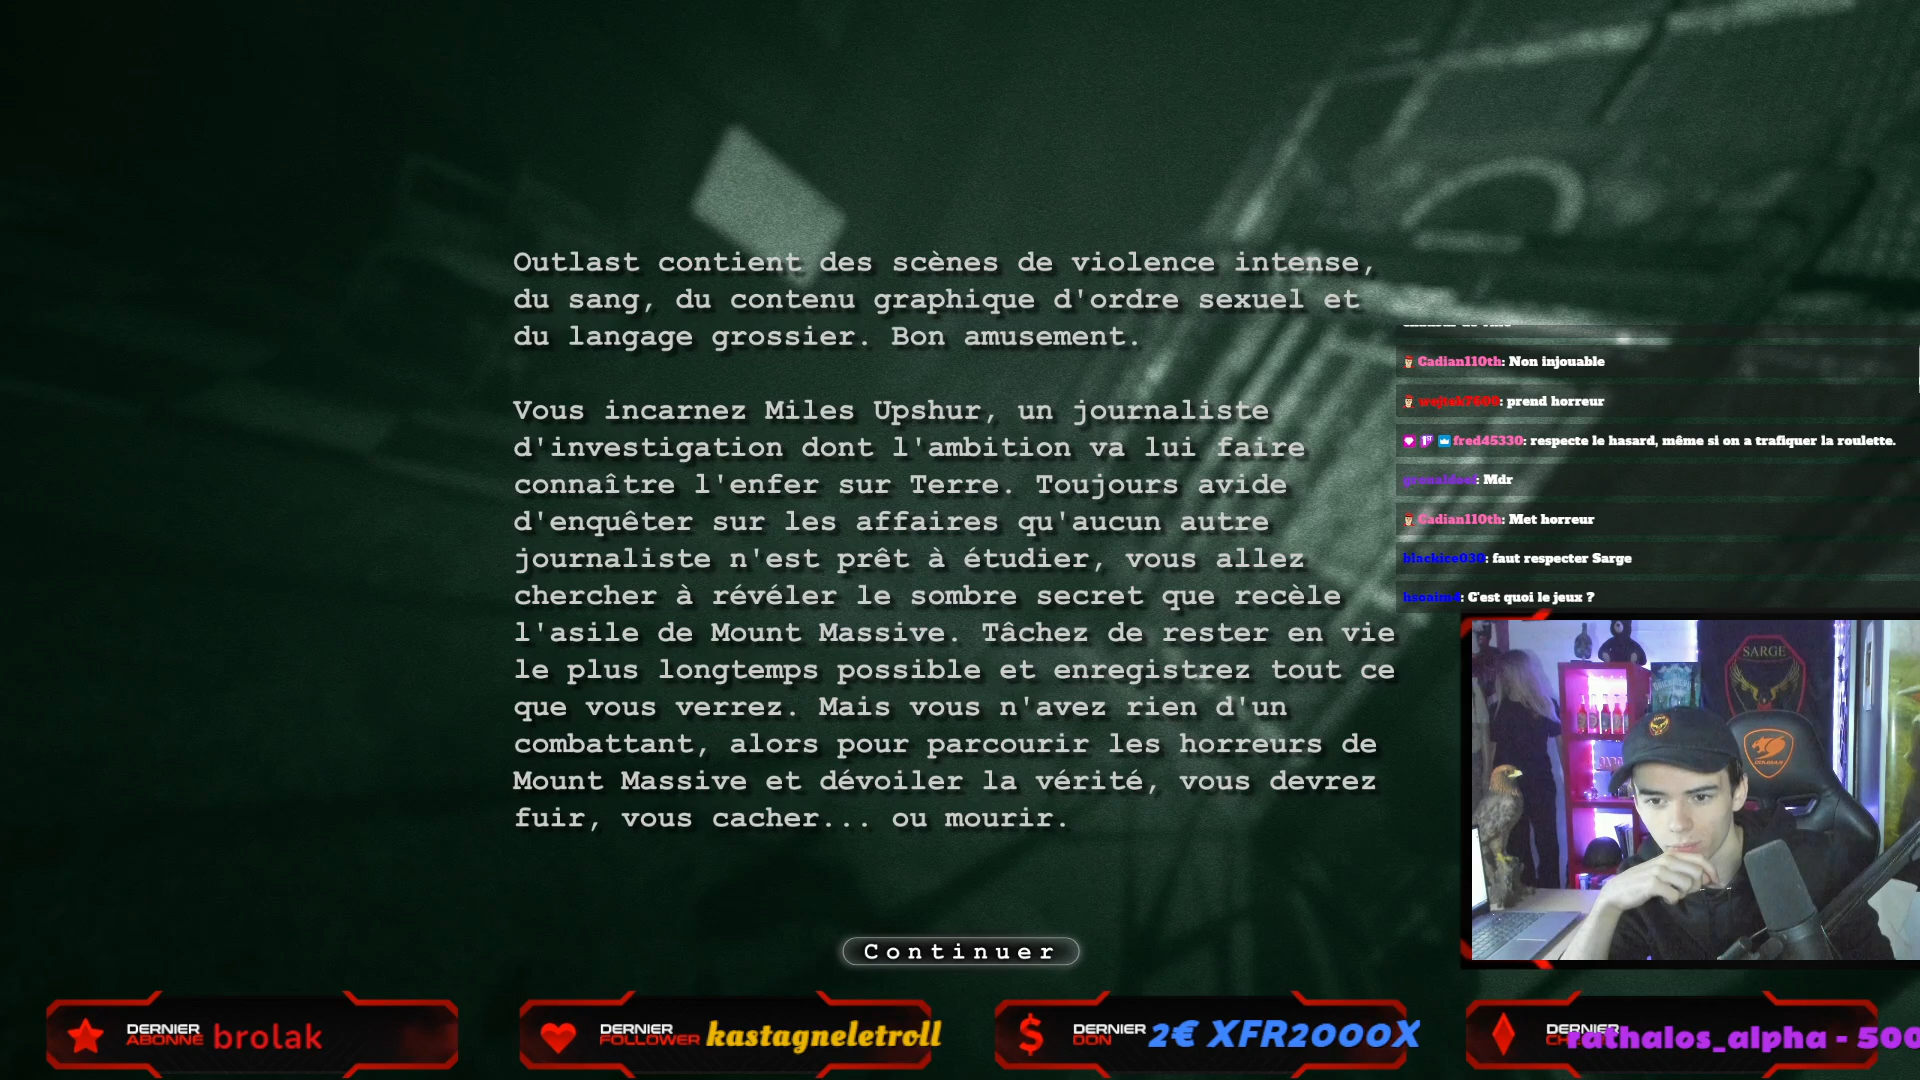 Outlast contient des scènes de violence intense,
du sang, du contenu graphique d'ordre sexuel et
du langage grossier. Bon amusement.
Vous incarnez Miles Upshur, un journaliste
d'investigation dont l'ambition va lui faire
connaître l'enfer sur Terre. Toujours avide
d'enquêter sur les affaires qu'aucun autre
journaliste n'est prêt à étudier, vous allez
chercher à révéler le sombre secret que recèle
l'asile de Mount Massive. Tâchez de rester en vie
le plus longtemps possible et enregistrez tout ce
que vous verrez. Mais vous n'avez rien d'un
combattant, alors pour parcourir les horreurs de
Mount Massive et dévoiler la vérité, vous devrez
fuir, vous cacher... ou mourir.
Continuer
Cadian110th: Non injouable
wojtek7600: prend horreur
fred45330: respecte le hasard, même si on a trafiquer la roulette.
: Mdr
Cadian110th: Met horreur
blackice030: faut respecter Sarge
: C'est quoi le jeux ?
SARGE
COUGAR
DERNIER
ABONNÉ
brolak
DERNIER
FOLLOWER
kastagneletroll
DERNIER
DON
2€ XFR2000X
DERNIER
rathalos_alpha - 500